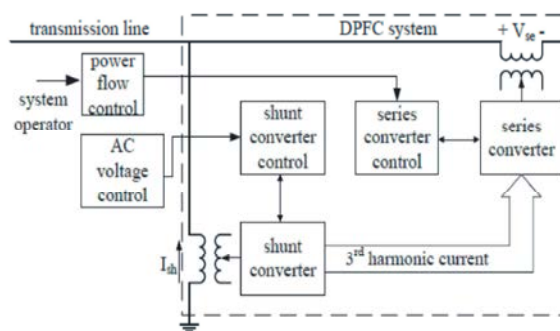 transmission line
DPFC system
+ Vse -
power
flow
control
system
operator
AC
voltage
control
shunt
converter
control
series
converter
control
series
converter
Ish
shunt
converter
3rd harmonic current